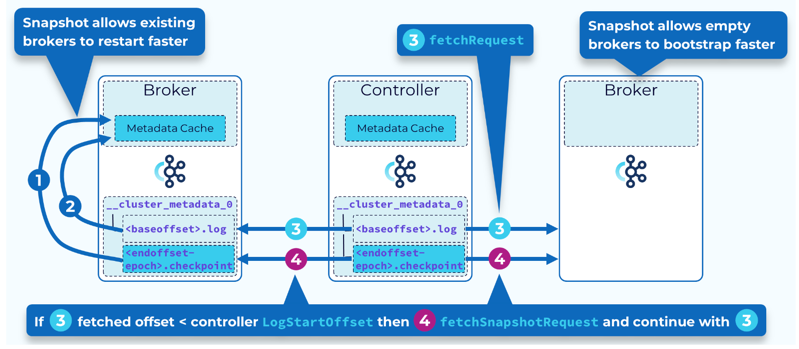 Snapshot allows existing
brokers to restart faster
3 fetchRequest
Snapshot allows empty
brokers to bootstrap faster
Broker
Controller
Broker
Metadata Cache
Metadata Cache
1
2
__cluster_metadata_0
__cluster_metadata_0
<baseoffset>.log
3
<baseoffset>.log
3
<endoffset-
epoch>.checkpoint
4
<endoffset-
epoch>.checkpoint
4
If 3 fetched offset < controller LogStartOffset then 4 fetchSnapshotRequest and continue with 3